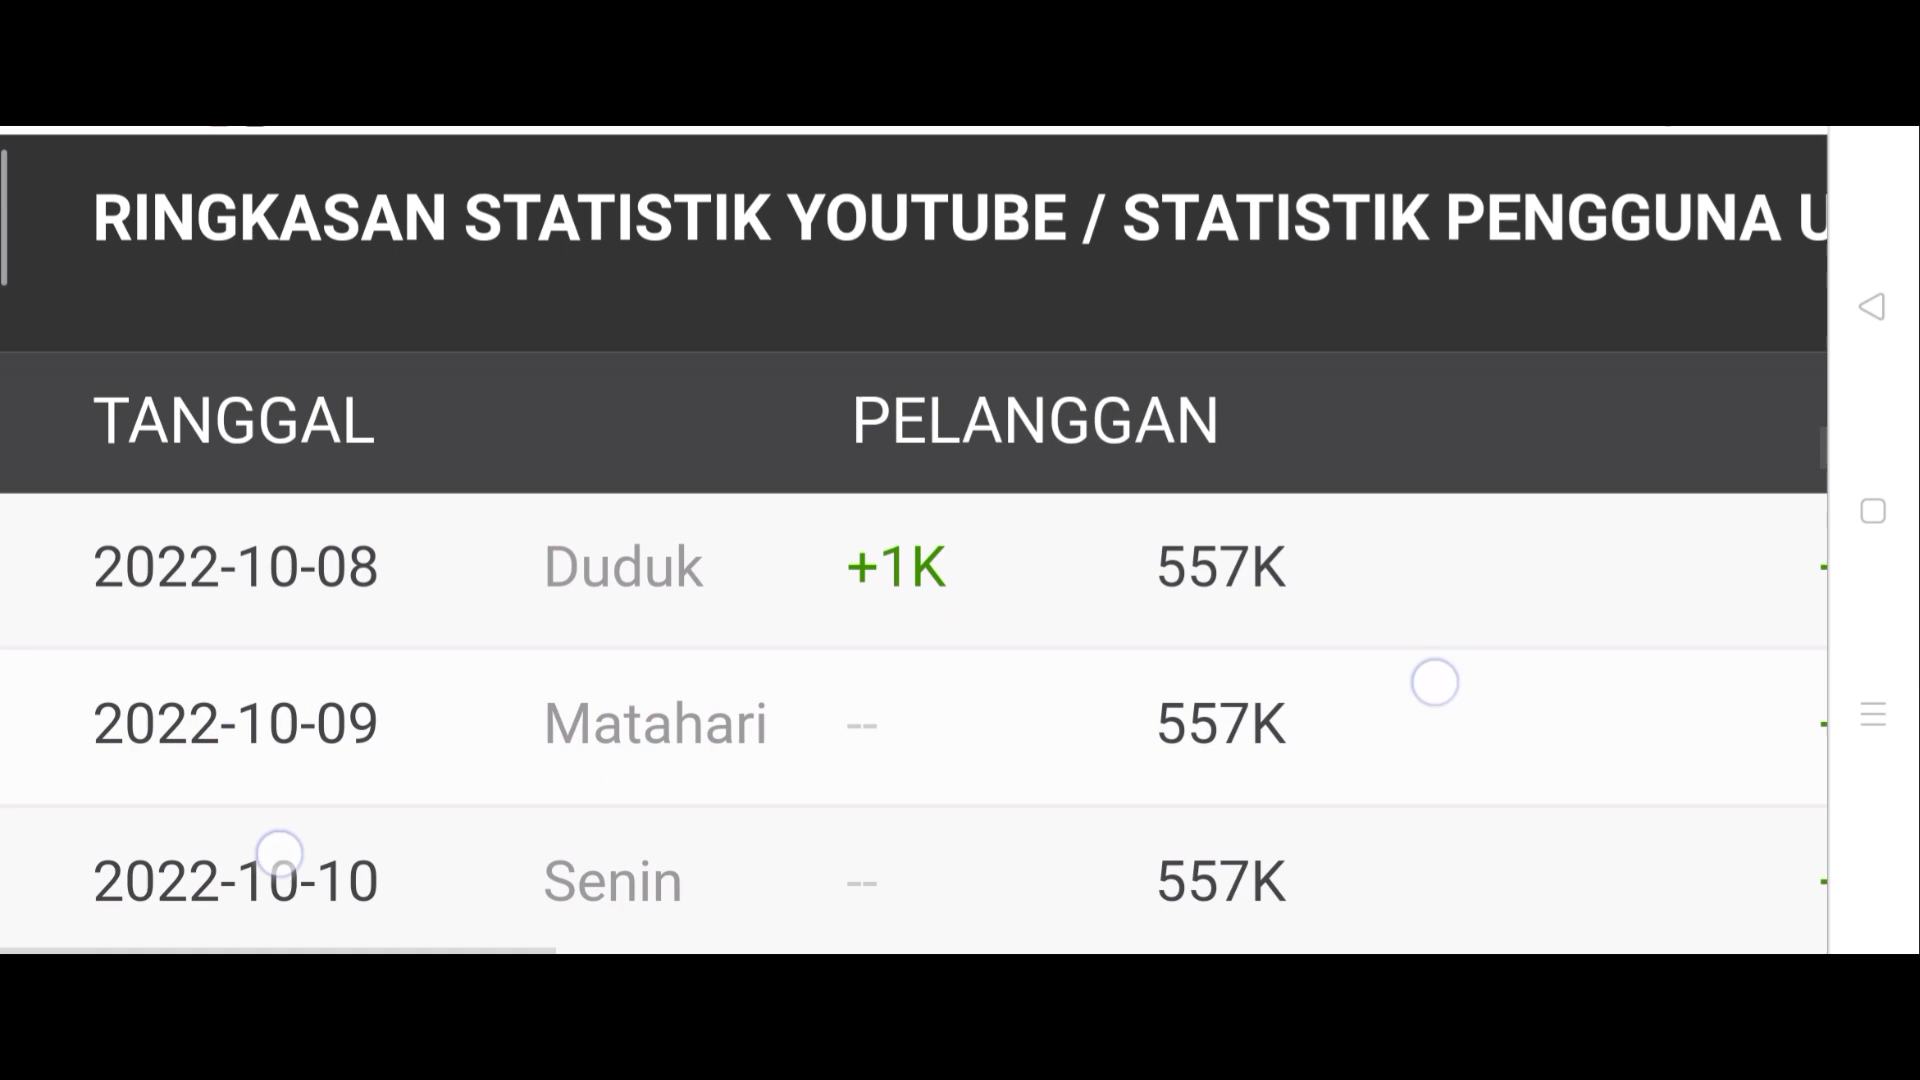 RINGKASAN STATISTIK YOUTUBE / STATISTIK PENGGUNA U
TANGGAL PELANGGAN
2022-10-08 Duduk +1K 557K
2022-10-09 Matahari -- 557K
2022-10-10 Senin -- 557K